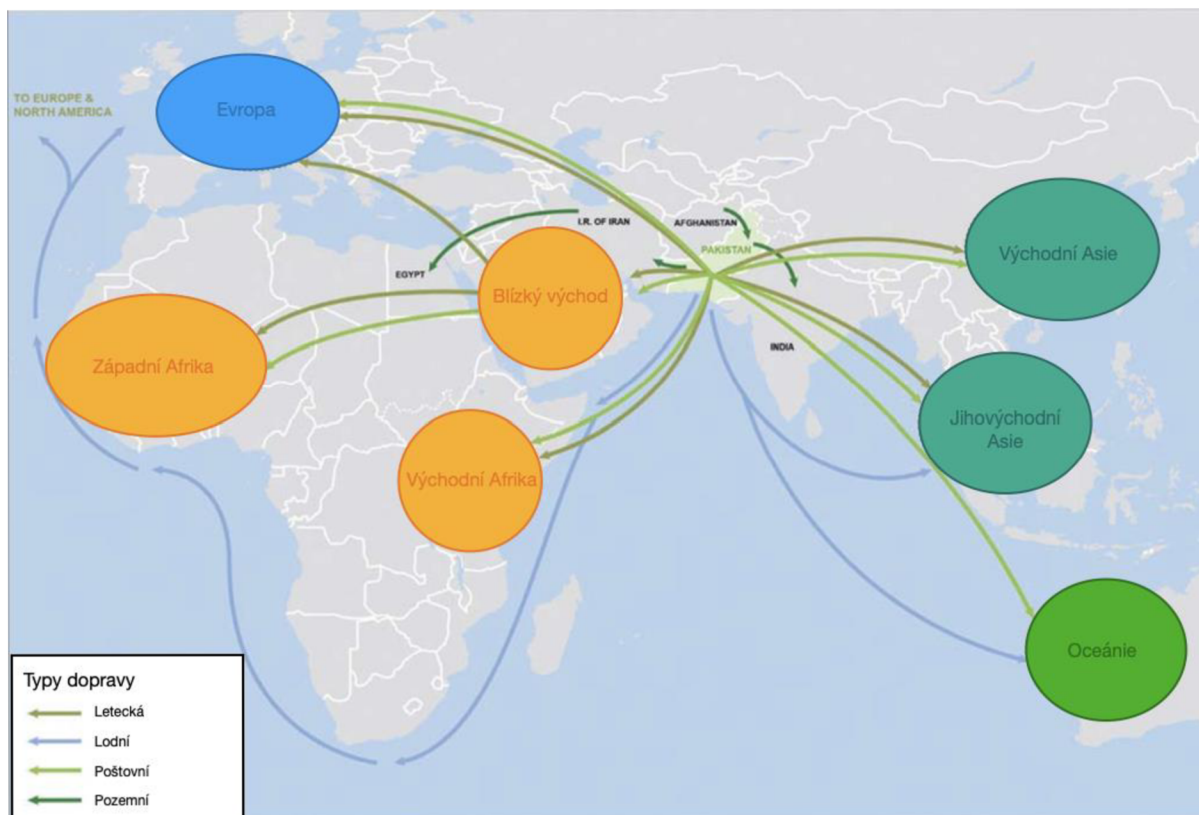 TO EUROPE &
NORTH AMERICA
Evropa
I.R. OF IRAN
AFGHANISTAN
PAKISTAN
Východní Asie
EGYPT
Blízký východ
INDIA
Západní Afrika
Jihovýchodní
Asie
Východní Afrika
Oceánie
Typy dopravy
Letecká
Lodní
Poštovní
Pozemní